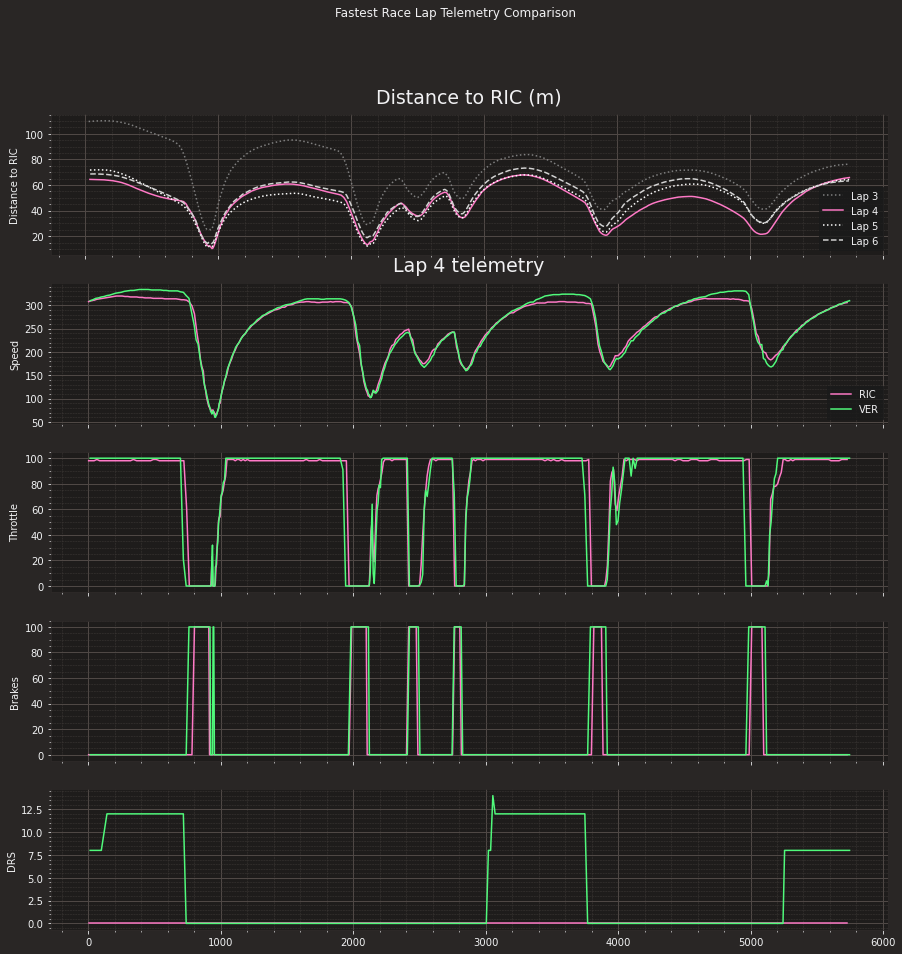 Fastest Race Lap Telemetry Comparison
Distance to RIC (m)
Distance to RIC
100
80
60
40
20
Lap 3
Lap 4
Lap 5
Lap 6
Lap 4 telemetry
Speed
300
250
200
150
100
50
RIC
VER
Throttle
100
80
60
40
20
0
Brakes
100
80
60
40
20
0
DRS
12.5
10.0
7.5
5.0
2.5
0.0
0 1000 2000 3000 4000 5000 6000